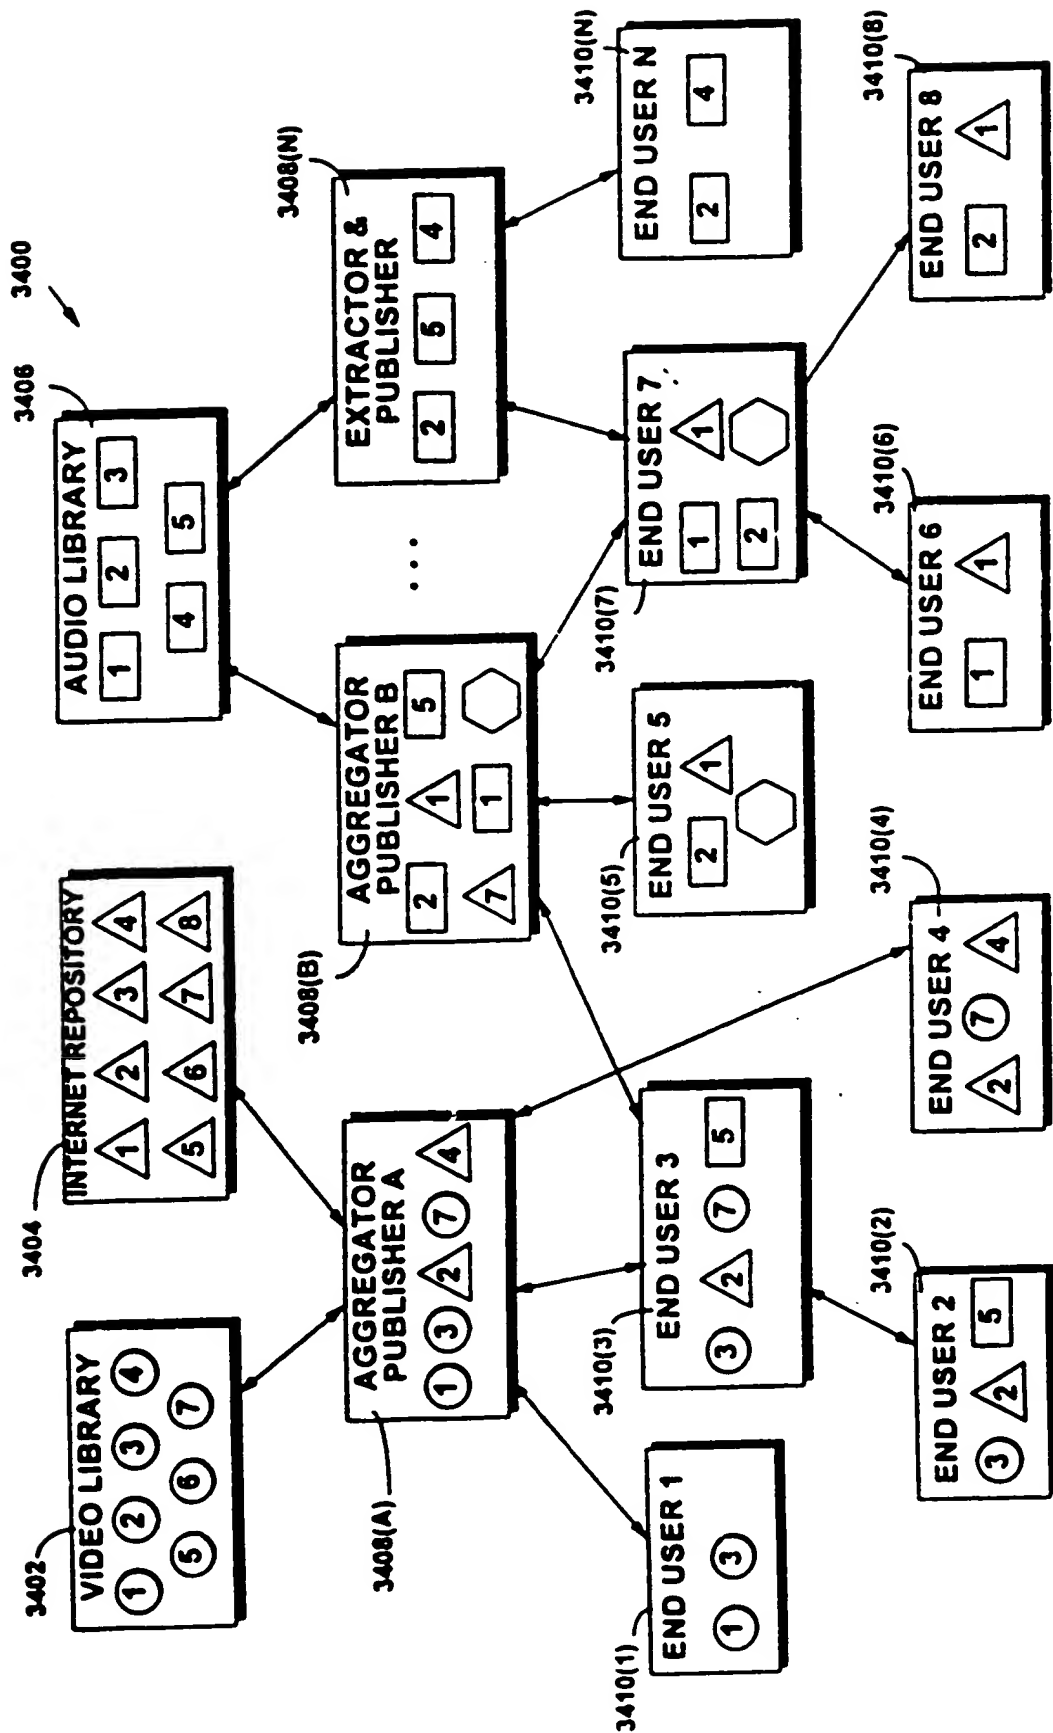 3400
3402
VIDEO LIBRARY
1 2 3 4
5 6 7
3404
INTERNET REPOSITORY
1 2 3 4
5 6 7 8
3406
AUDIO LIBRARY
1 2 3
4 5
3408(A)
AGGREGATOR
PUBLISHER A
1 3 2 7 4
3408(B)
AGGREGATOR
PUBLISHER B
2 1 5
7 1
...
3408(N)
EXTRACTOR &
PUBLISHER
2 5 4
3410(1)
END USER 1
1 3
3410(3)
END USER 3
3 2 7 5
3410(5)
END USER 5
2 1
3410(7)
END USER 7
1 1
2
3410(N)
END USER N
2 4
3410(2)
END USER 2
3 2 5
3410(4)
END USER 4
2 7 4
3410(6)
END USER 6
1 1
3410(8)
END USER 8
2 1